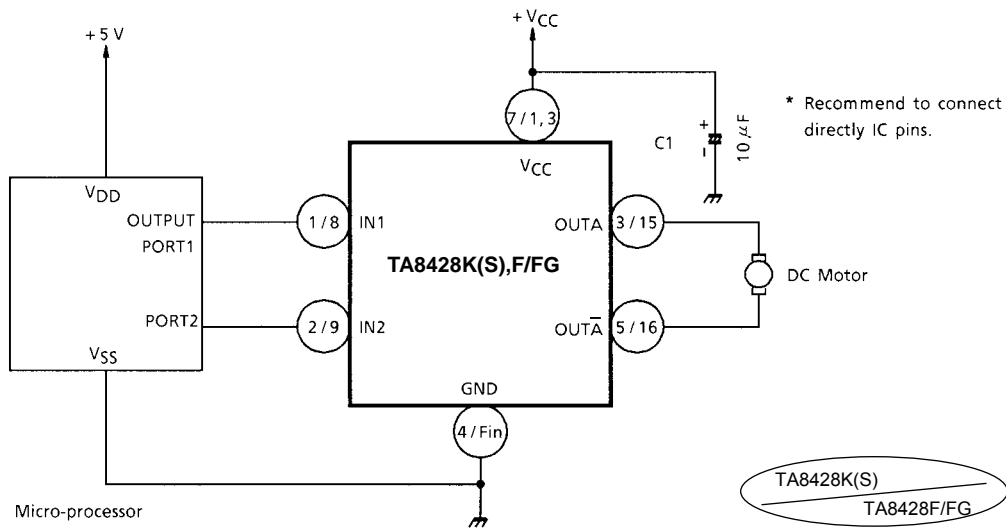 +5 V
+ VCC
7 / 1, 3
VCC
C1
+
-
10 μF
* Recommend to connect
directly IC pins.
VDD
OUTPUT
PORT1
PORT2
VSS
Micro-processor
1 / 8
IN1
2 / 9
IN2
TA8428K(S),F/FG
OUTA
3 / 15
OUTA̅
5 / 16
DC Motor
GND
4 / Fin
TA8428K(S)
TA8428F/FG